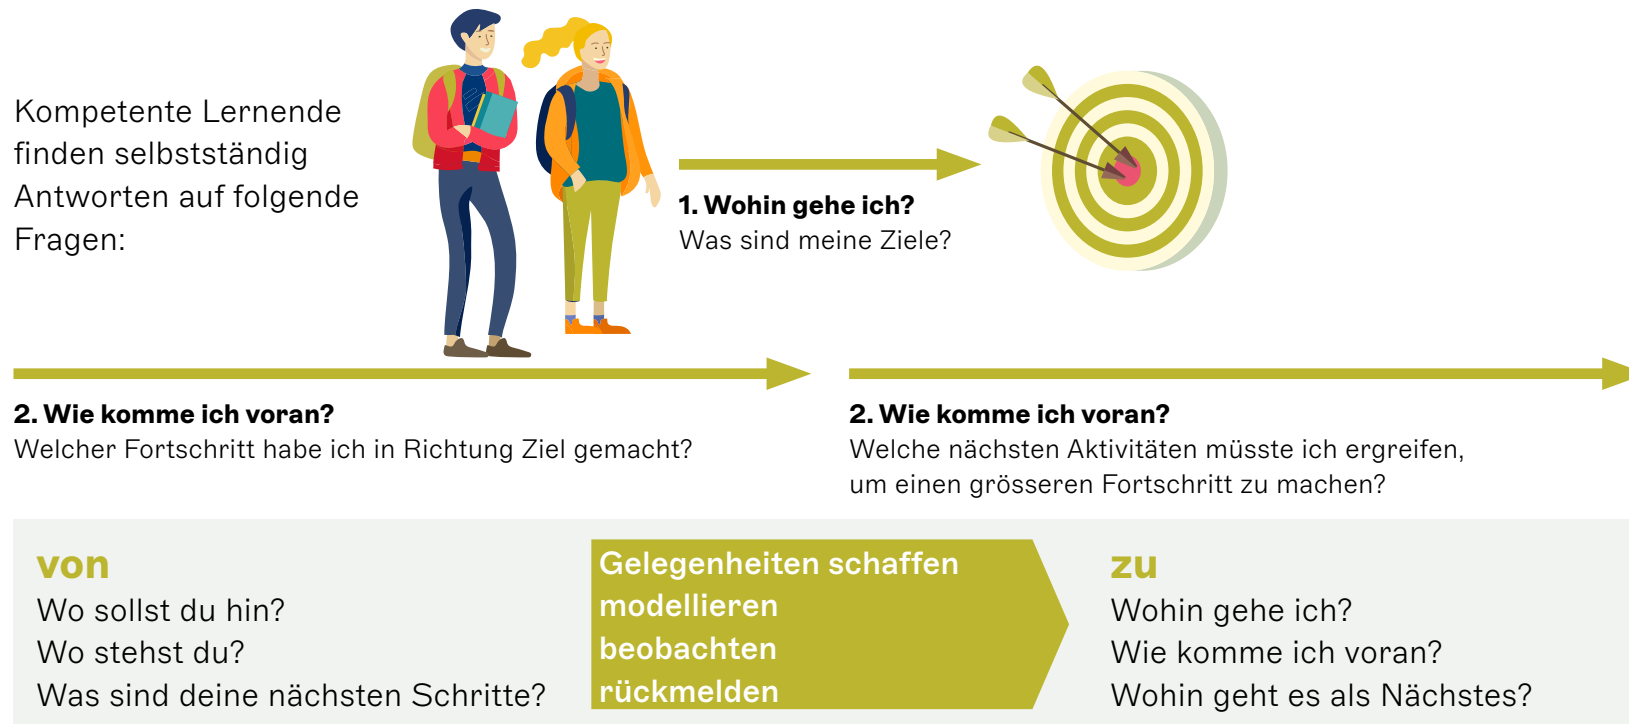 Kompetente Lernende
finden selbstständig
Antworten auf folgende
Fragen:
1. Wohin gehe ich?
Was sind meine Ziele?
2. Wie komme ich voran?
Welcher Fortschritt habe ich in Richtung Ziel gemacht?
2. Wie komme ich voran?
Welche nächsten Aktivitäten müsste ich ergreifen,
um einen grösseren Fortschritt zu machen?
von
Wo sollst du hin?
Wo stehst du?
Was sind deine nächsten Schritte?
Gelegenheiten schaffen
modellieren
beobachten
rückmelden
zu
Wohin gehe ich?
Wie komme ich voran?
Wohin geht es als Nächstes?